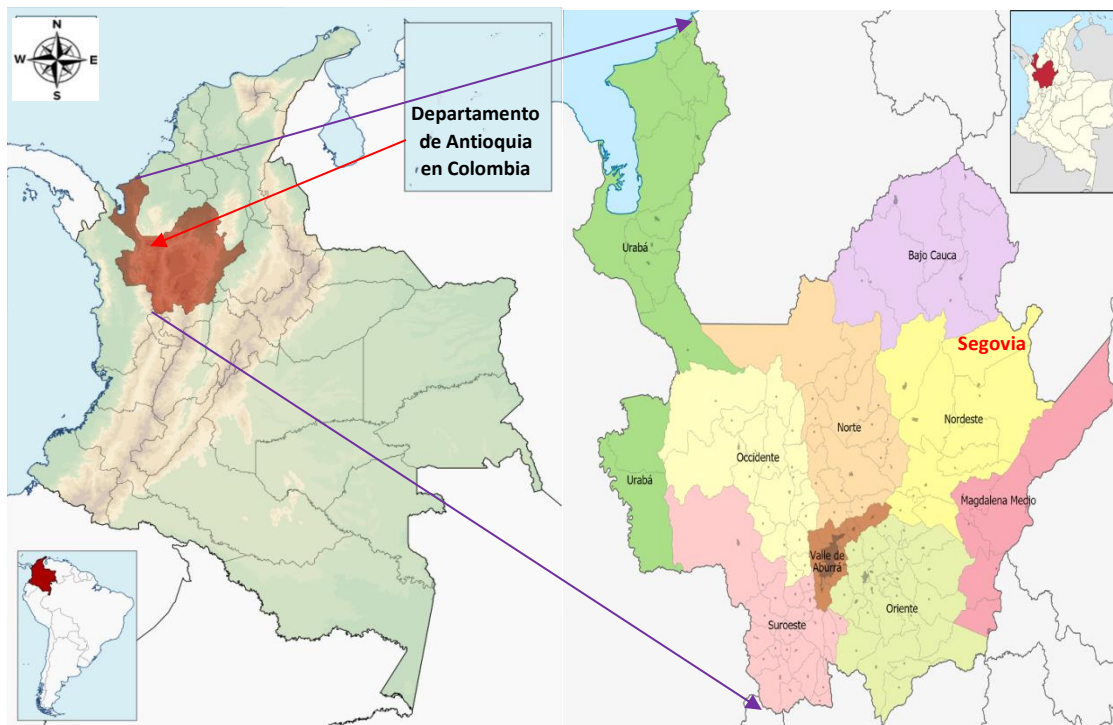 N
W E
S
Departamento
de Antioquia
en Colombia
Urabá
Bajo Cauca
Segovia
Norte
Nordeste
Occidente
Urabá
Magdalena Medio
Valle de
Aburrá
Oriente
Suroeste